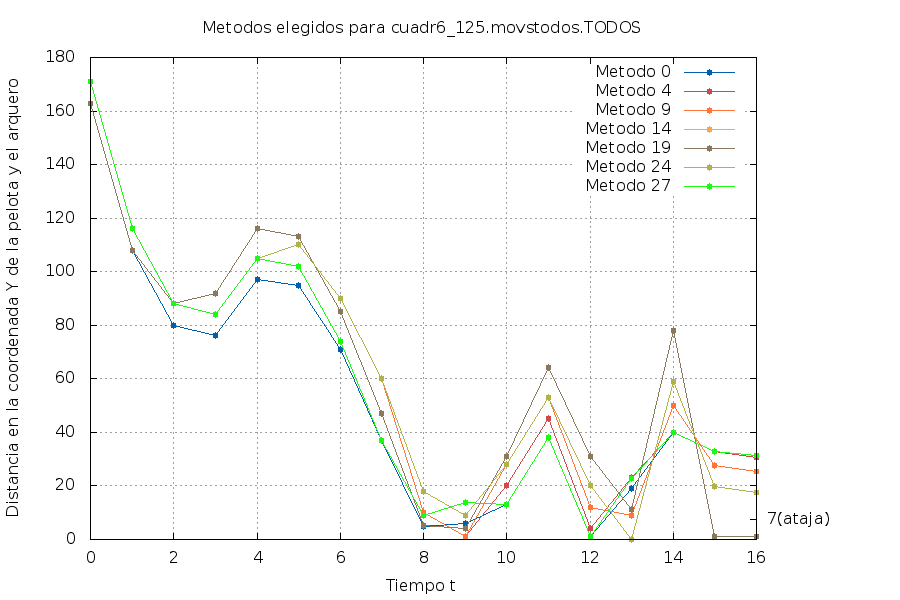 Metodos elegidos para cuadr6_125.movstodos.TODOS
Distancia en la coordenada Y de la pelota y el arquero
180
160
140
120
100
80
60
40
20
0
Metodo 0
Metodo 4
Metodo 9
Metodo 14
Metodo 19
Metodo 24
Metodo 27
7(ataja)
0 2 4 6 8 10 12 14 16
Tiempo t